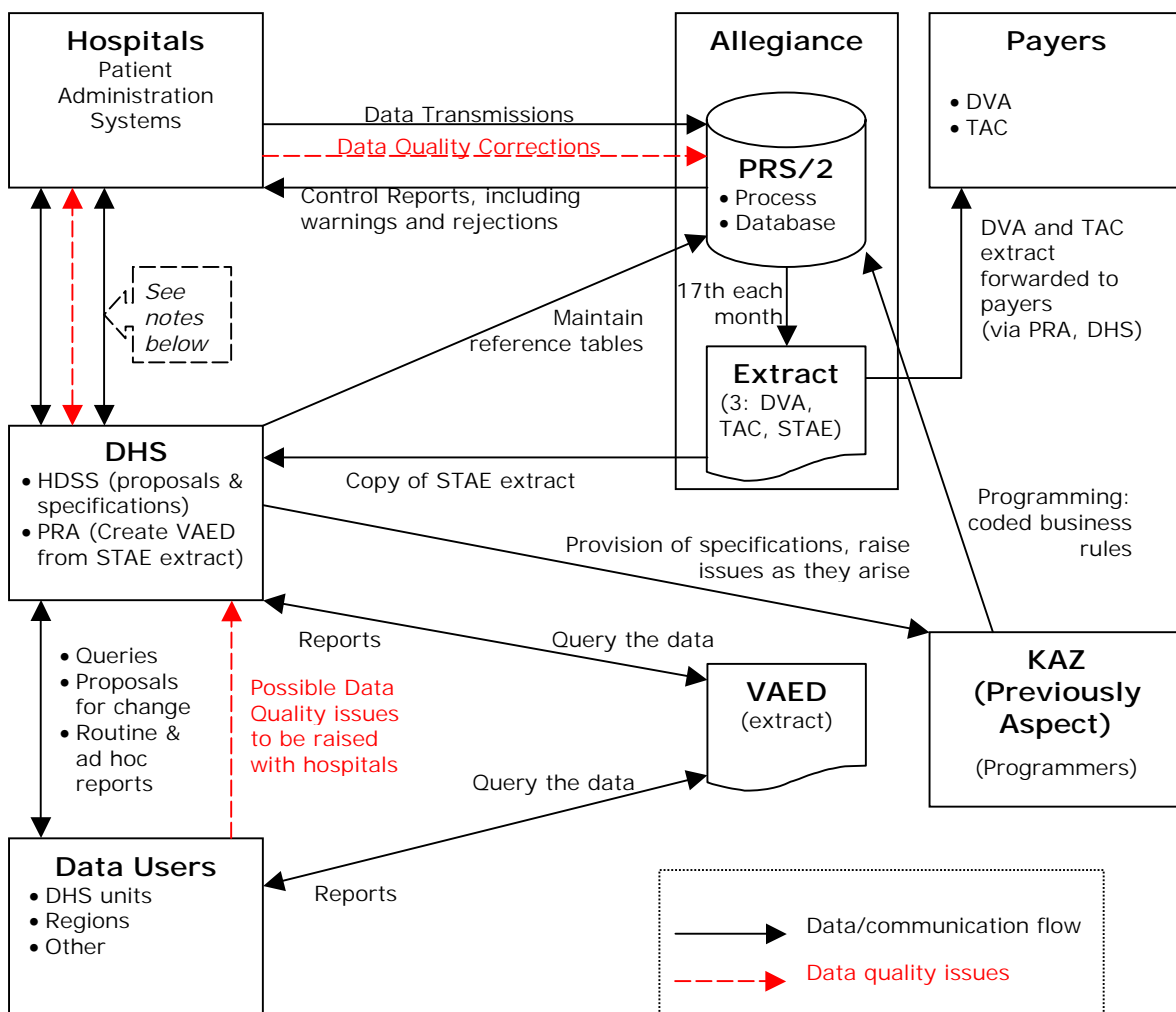 Hospitals
Patient
Administration
Systems
Allegiance
Payers
• DVA
• TAC
Data Transmissions
Data Quality Corrections
Control Reports, including
warnings and rejections
PRS/2
• Process
• Database
DVA and TAC
extract
forwarded to
payers
(via PRA, DHS)
See
notes
below
17th each
month
Maintain
reference tables
Extract
(3: DVA,
TAC, STAE)
DHS
• HDSS (proposals &
specifications)
• PRA (Create VAED
from STAE extract)
Copy of STAE extract
Programming:
coded business
rules
Provision of specifications, raise
issues as they arise
Reports
Query the data
• Queries
• Proposals
for change
• Routine &
ad hoc
reports
Possible Data
Quality issues
to be raised
with hospitals
VAED
(extract)
KAZ
(Previously
Aspect)
(Programmers)
Query the data
Reports
Data Users
• DHS units
• Regions
• Other
Data/communication flow
Data quality issues